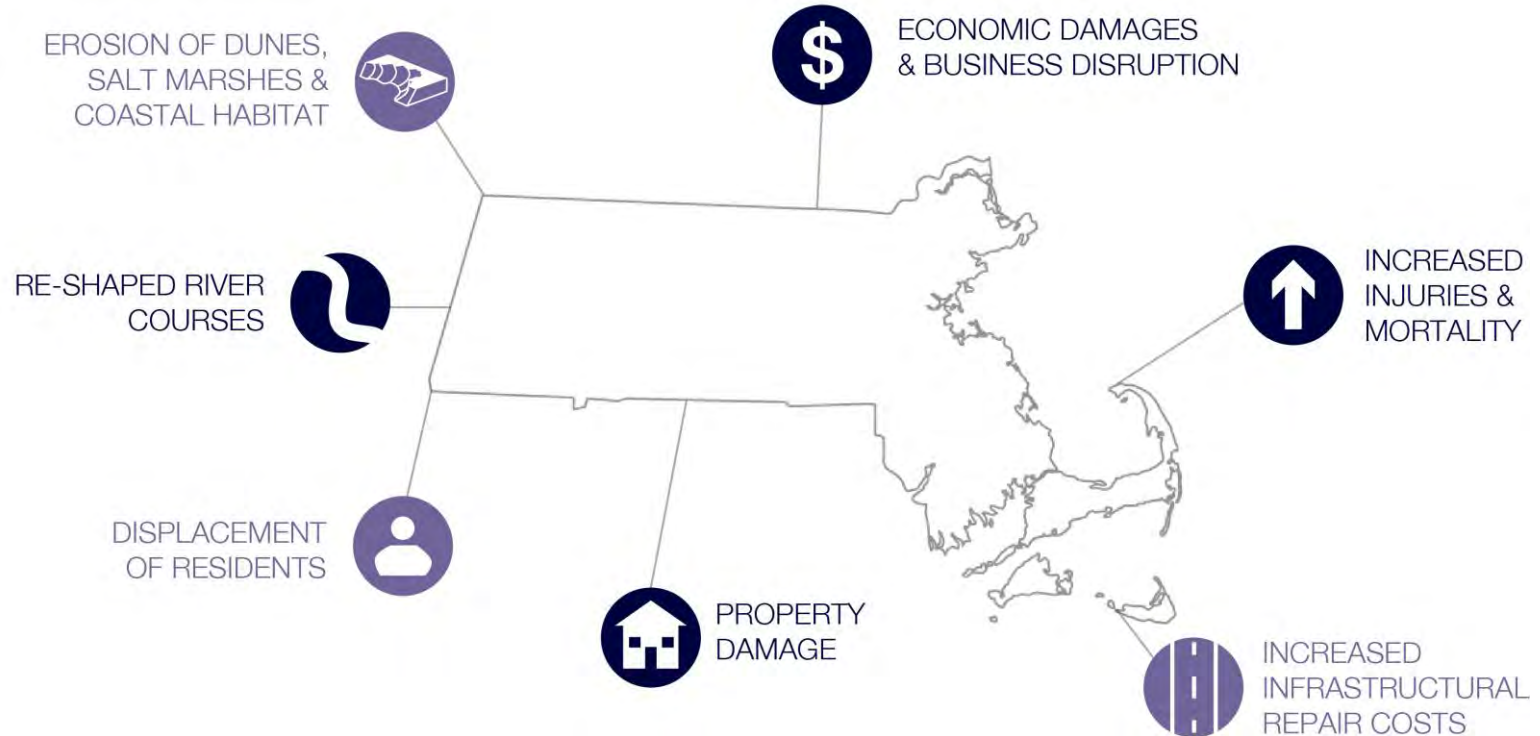 EROSION OF DUNES,
SALT MARSHES &
COASTAL HABITAT
$
ECONOMIC DAMAGES
& BUSINESS DISRUPTION
RE-SHAPED RIVER
COURSES
INCREASED
INJURIES &
MORTALITY
DISPLACEMENT
OF RESIDENTS
PROPERTY
DAMAGE
INCREASED
INFRASTRUCTURAL
REPAIR COSTS